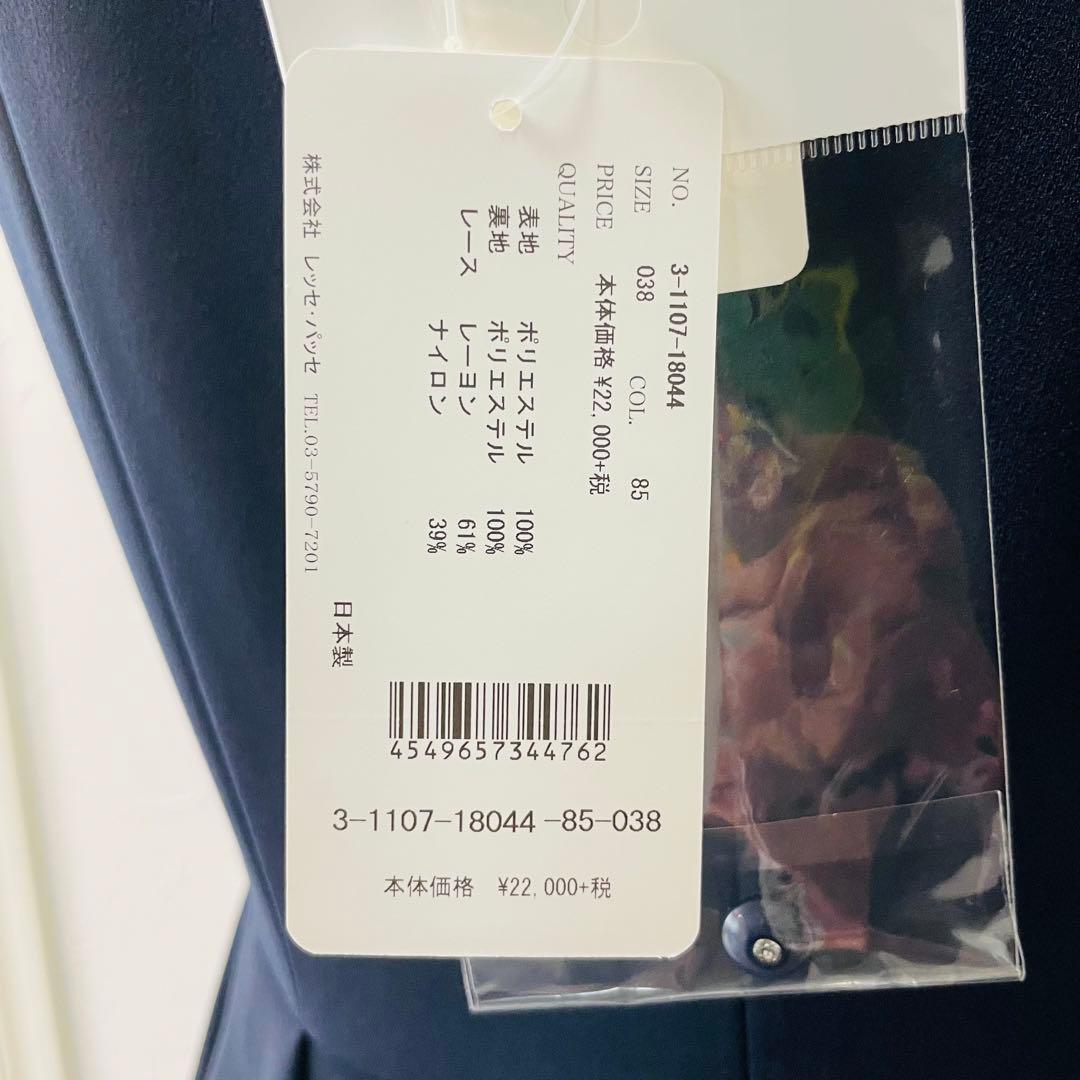 NO. 3-1107-18044
SIZE 038 COL. 85
PRICE 本体価格 ¥22,000+税
QUALITY
表地 ポリエステル 100%
裏地 ポリエステル 100%
レース レーヨン 61%
ナイロン 39%
日本製
株式会社 レッセ・パッセ TEL.03-5790-7201
4549657344762
3-1107-18044-85-038
本体価格 ¥22,000+税